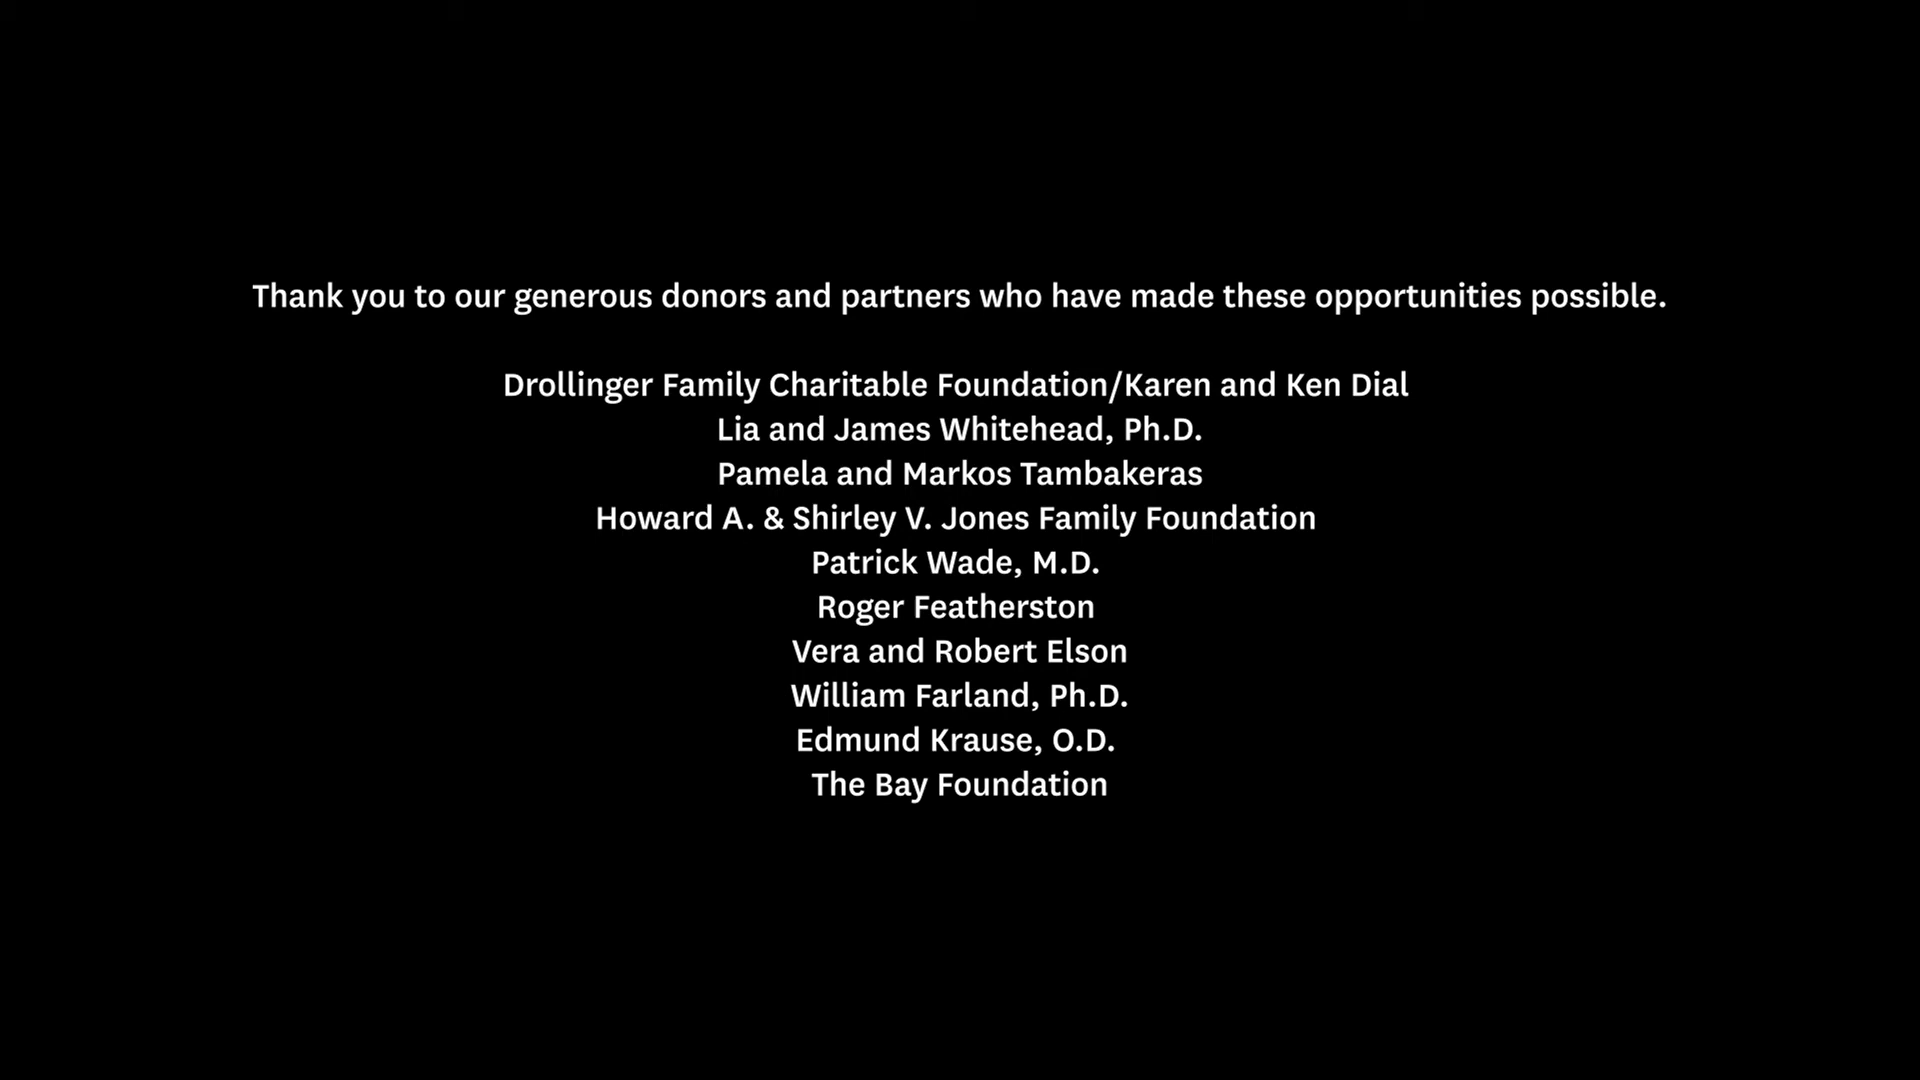 Thank you to our generous donors and partners who have made these opportunities possible.
Drollinger Family Charitable Foundation/Karen and Ken Dial
Lia and James Whitehead, Ph.D.
Pamela and Markos Tambakeras
Howard A. & Shirley V. Jones Family Foundation
Patrick Wade, M.D.
Roger Featherston
Vera and Robert Elson
William Farland, Ph.D.
Edmund Krause, O.D.
The Bay Foundation